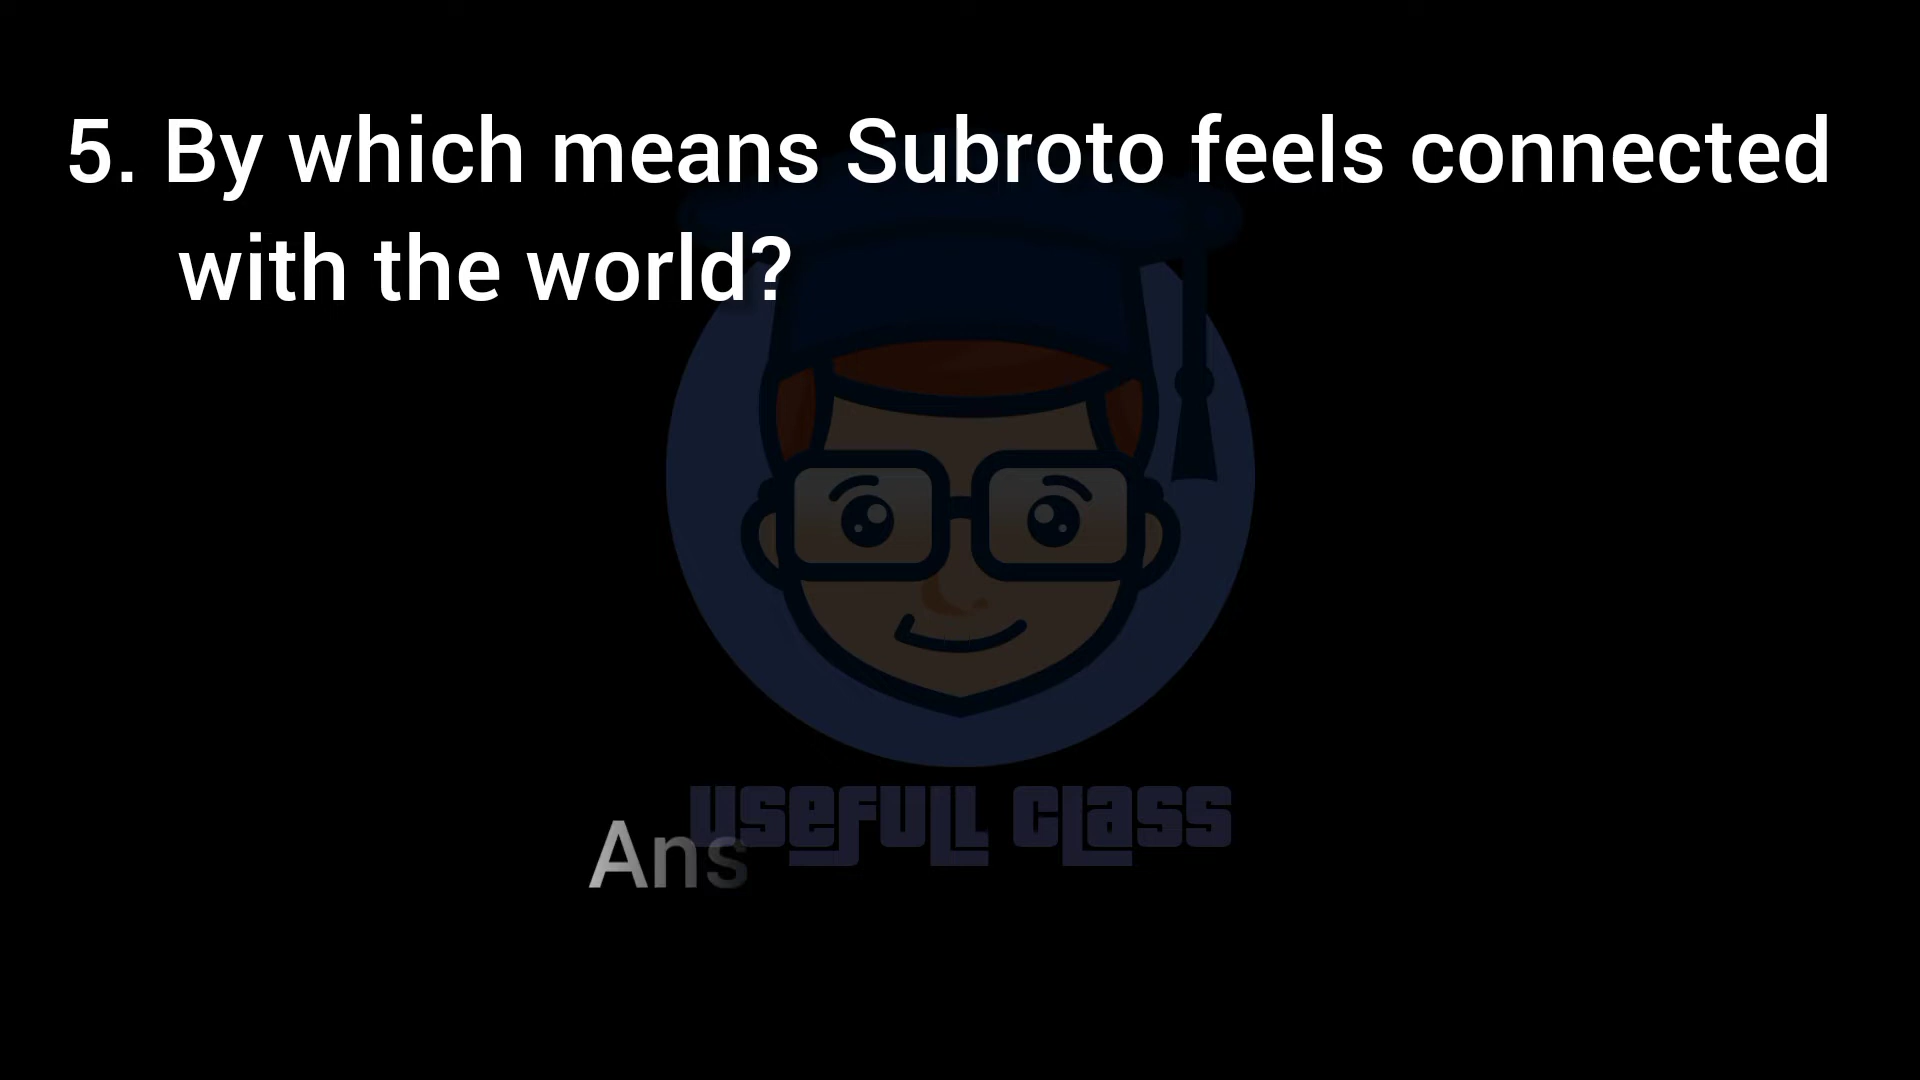 5. By which means Subroto feels connected
with the world?
USEFULL CLASS
Ans